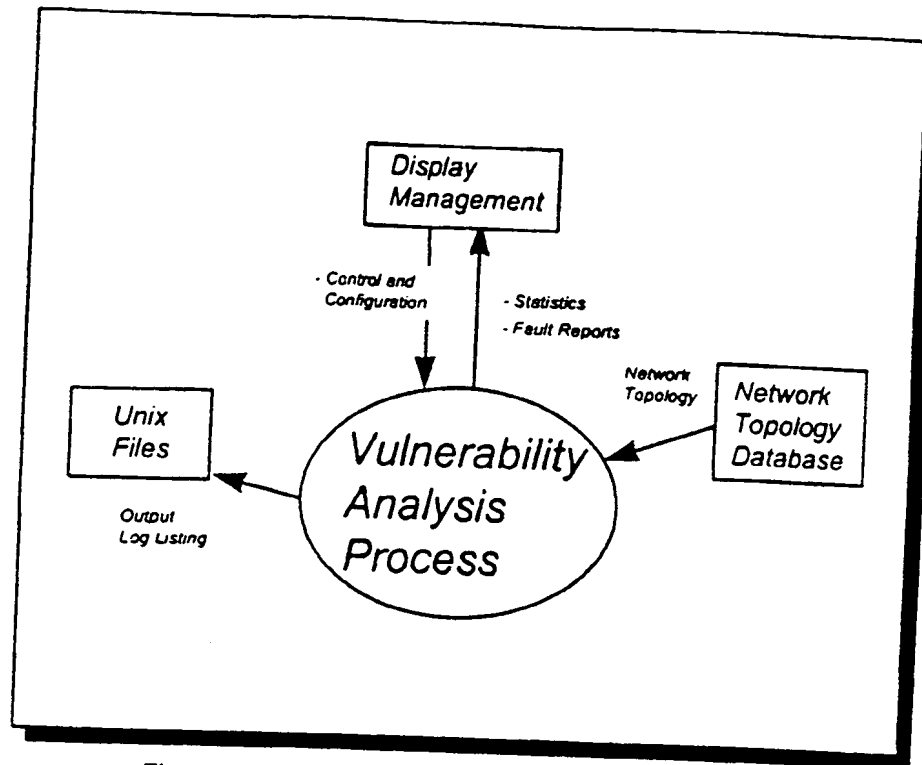 Display
Management
- Control and
Configuration
- Statistics
- Fault Reports
Network
Topology
Network
Topology
Database
Unix
Files
Vulnerability
Analysis
Process
Output
Log Listing